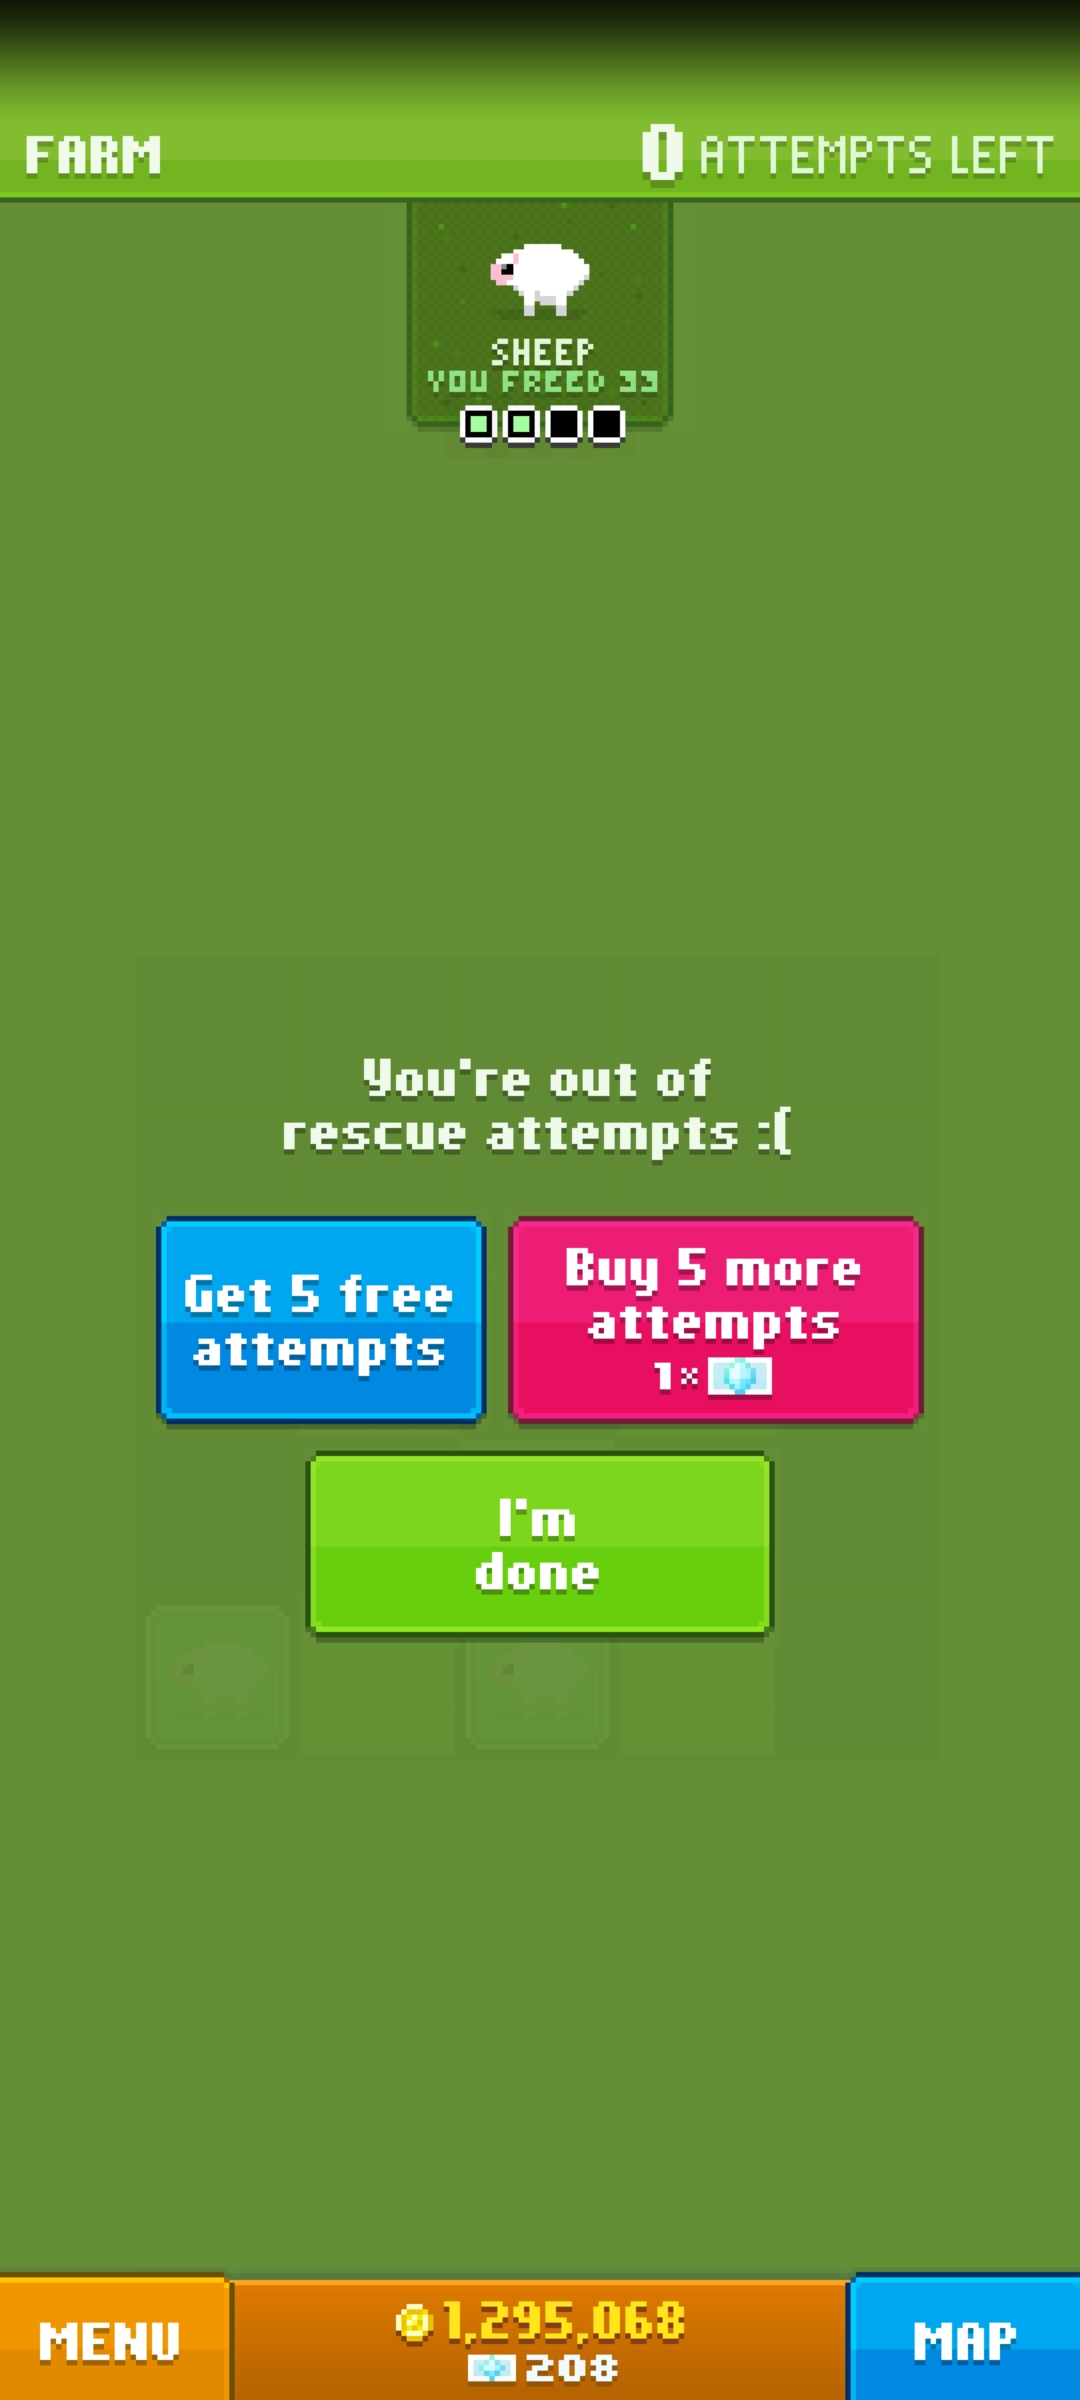 FARM
0 ATTEMPTS LEFT
SHEEP
YOU FREED 33
You're out of
rescue attempts :(
Get 5 free
attempts
Buy 5 more
attempts
1×
I'm
done
MENU
1,295,068
208
MAP